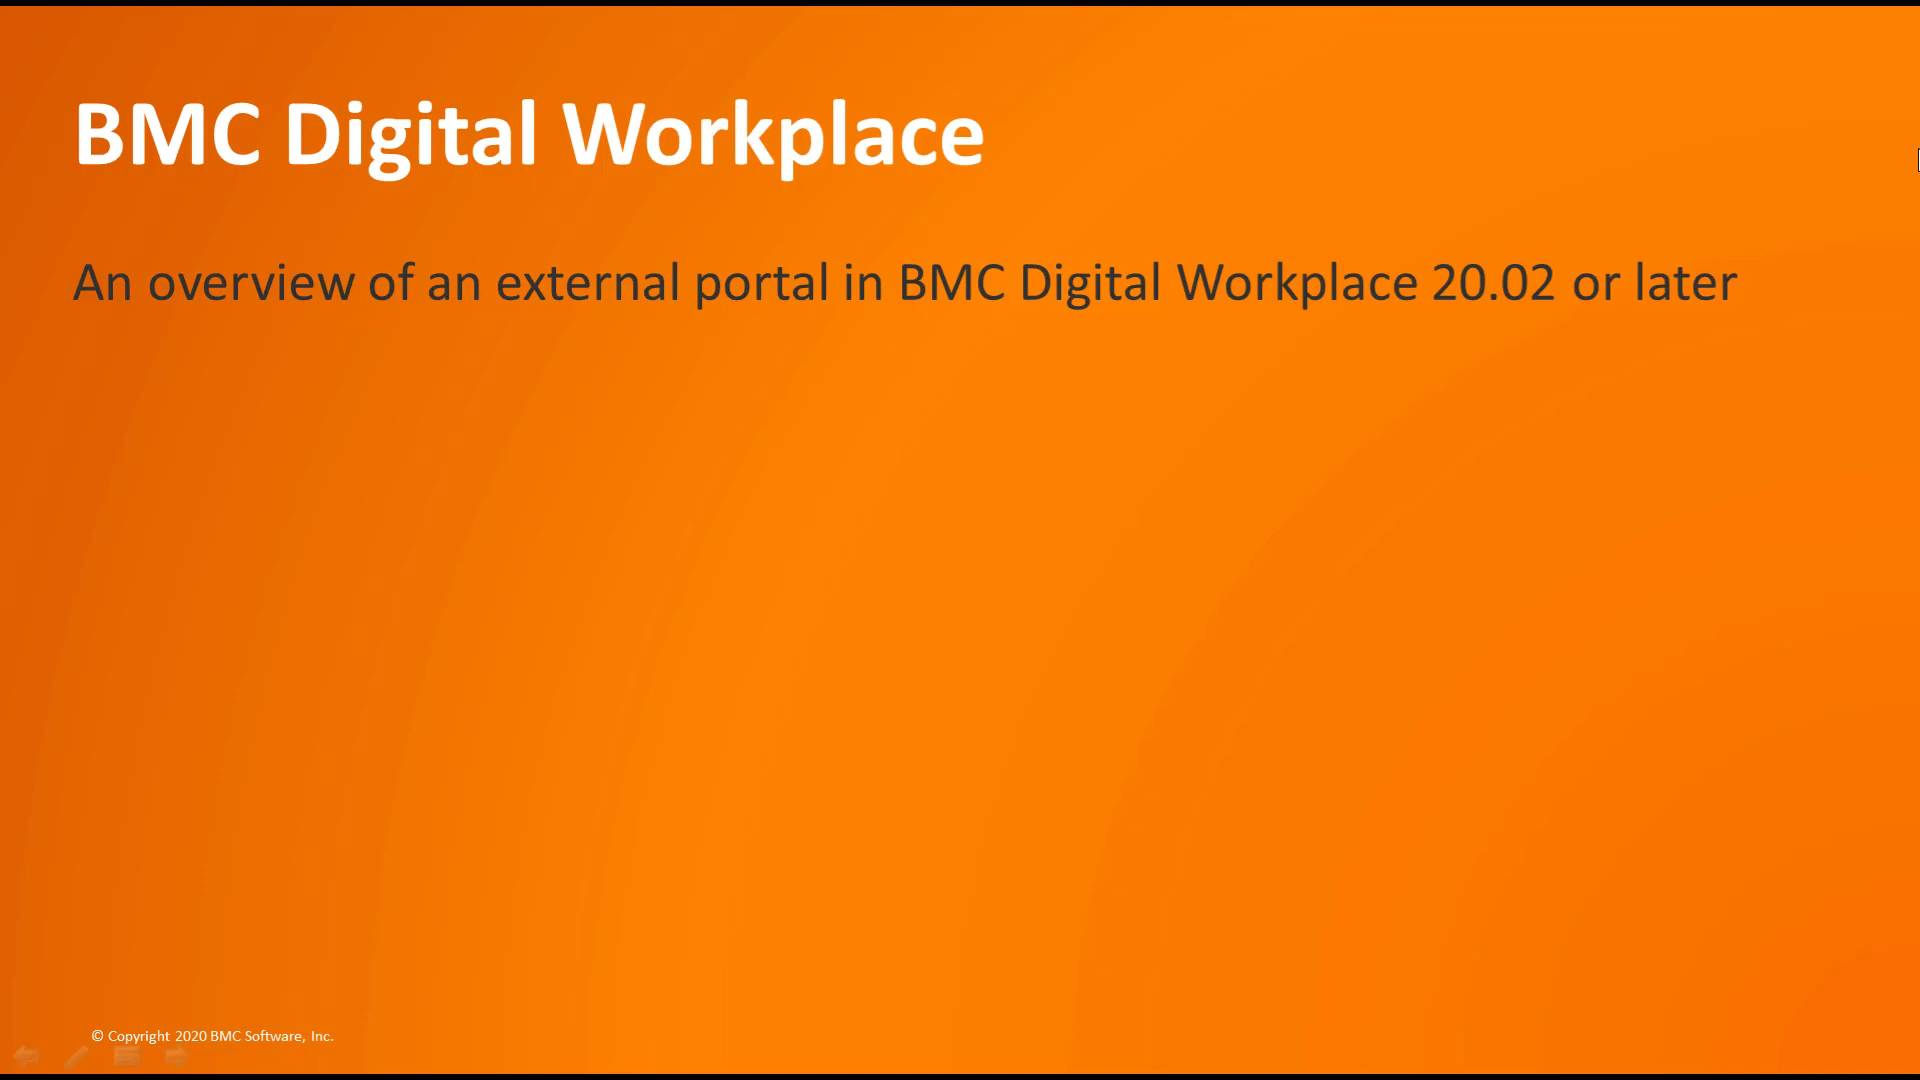 BMC Digital Workplace
An overview of an external portal in BMC Digital Workplace 20.02 or later
© Copyright 2020 BMC Software, Inc.